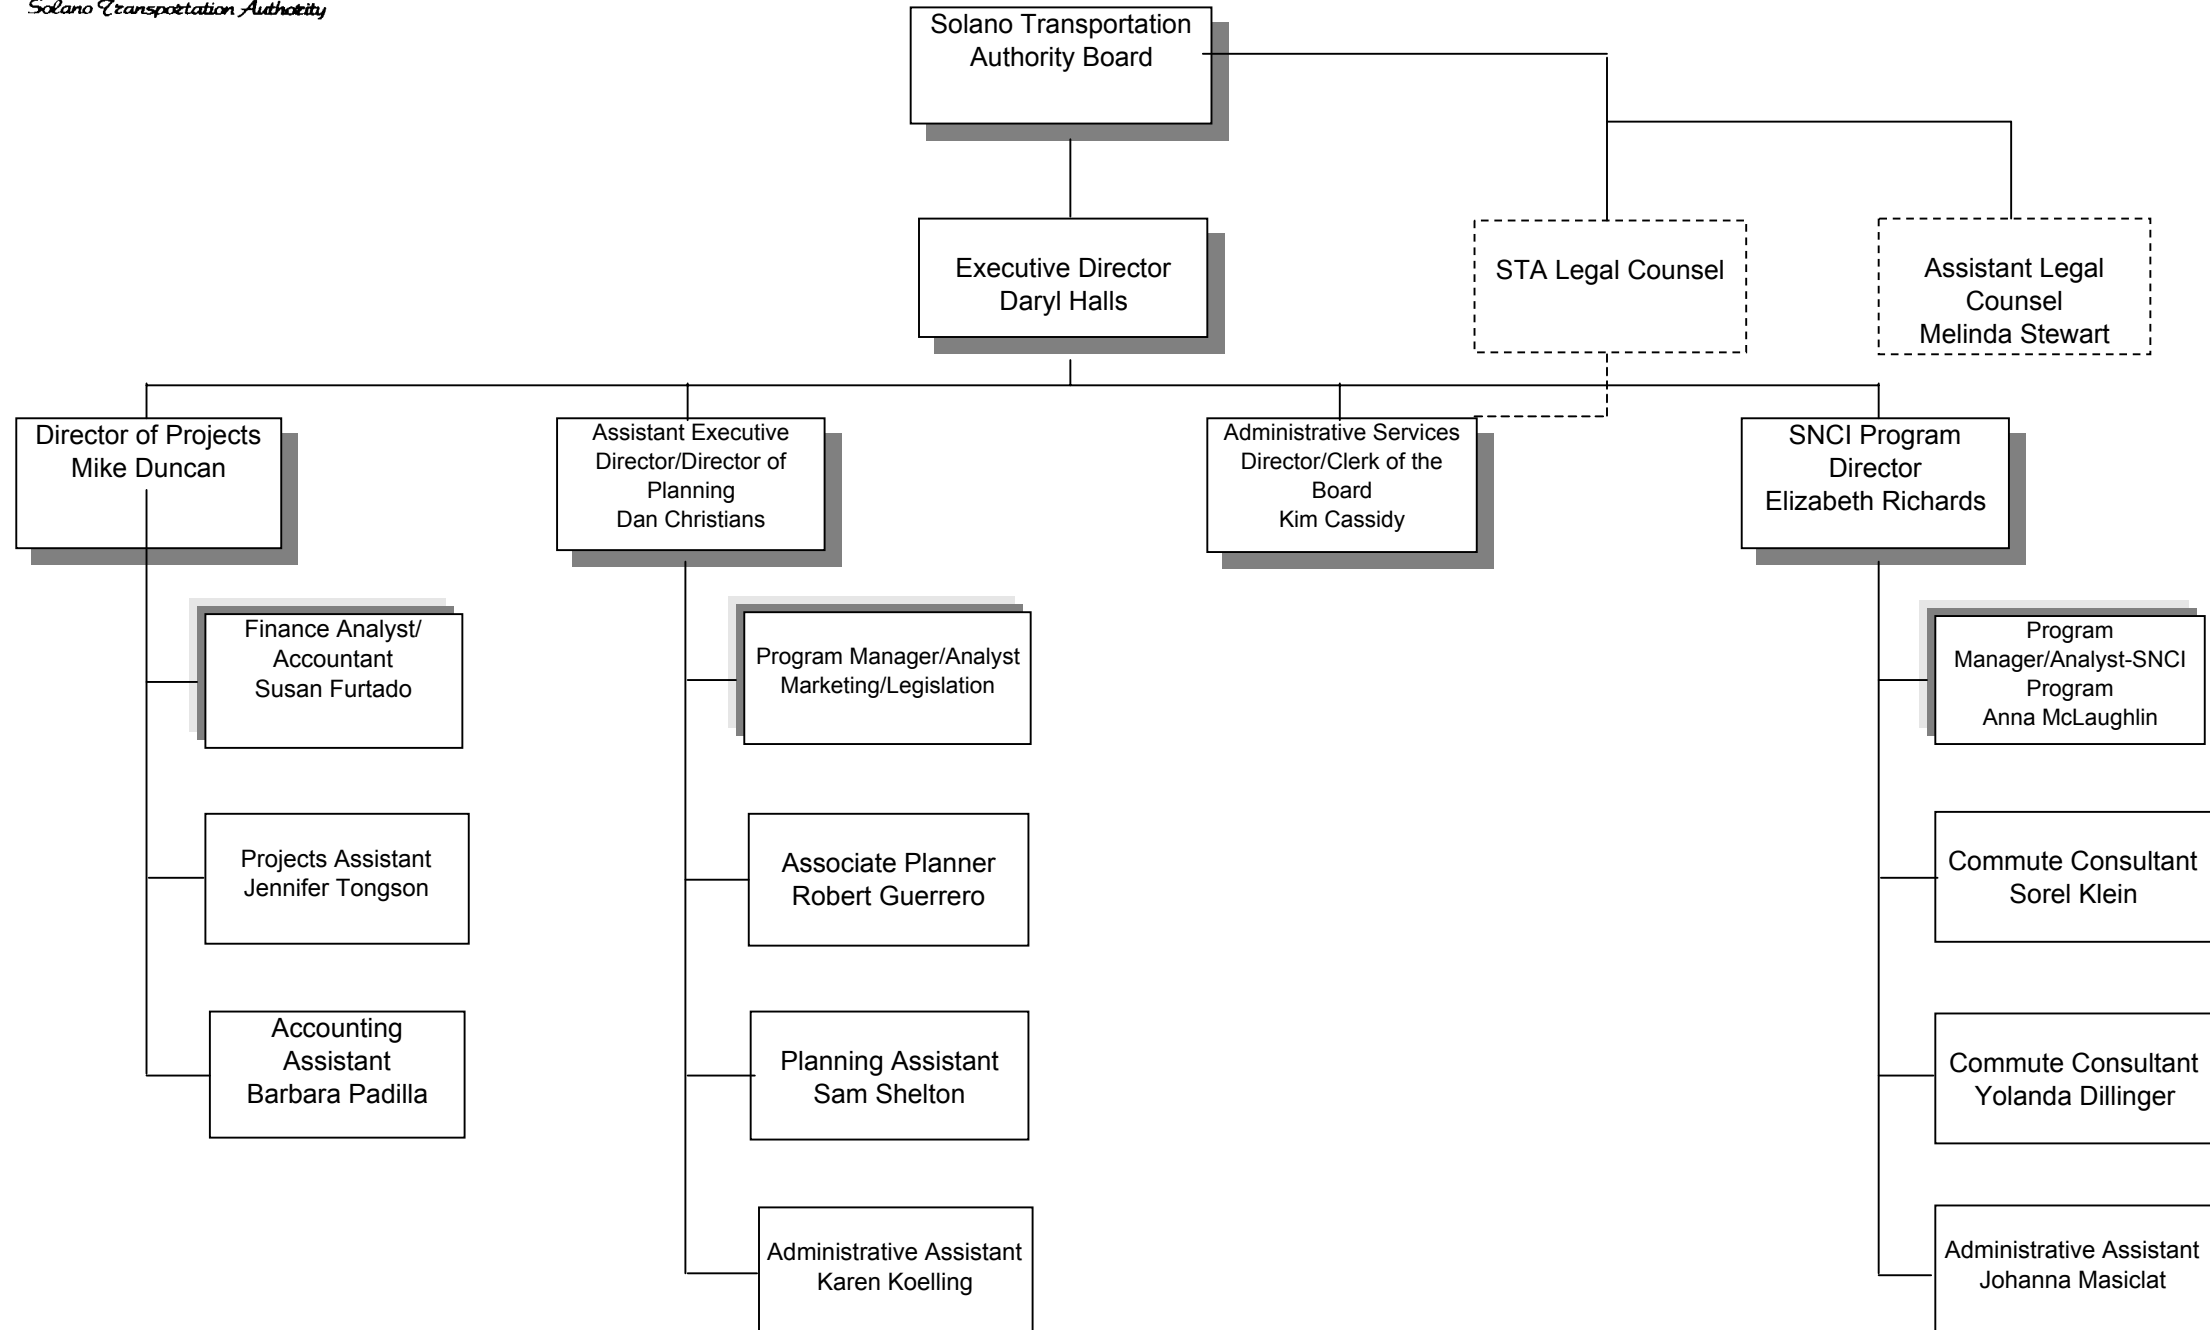 Solano Transportation Authority
Solano Transportation
Authority Board
Executive Director
Daryl Halls
STA Legal Counsel
Assistant Legal
Counsel
Melinda Stewart
Director of Projects
Mike Duncan
Assistant Executive
Director/Director of
Planning
Dan Christians
Administrative Services
Director/Clerk of the
Board
Kim Cassidy
SNCI Program
Director
Elizabeth Richards
Finance Analyst/
Accountant
Susan Furtado
Program Manager/Analyst
Marketing/Legislation
Program
Manager/Analyst-SNCI
Program
Anna McLaughlin
Projects Assistant
Jennifer Tongson
Associate Planner
Robert Guerrero
Commute Consultant
Sorel Klein
Accounting
Assistant
Barbara Padilla
Planning Assistant
Sam Shelton
Commute Consultant
Yolanda Dillinger
Administrative Assistant
Karen Koelling
Administrative Assistant
Johanna Masiclat